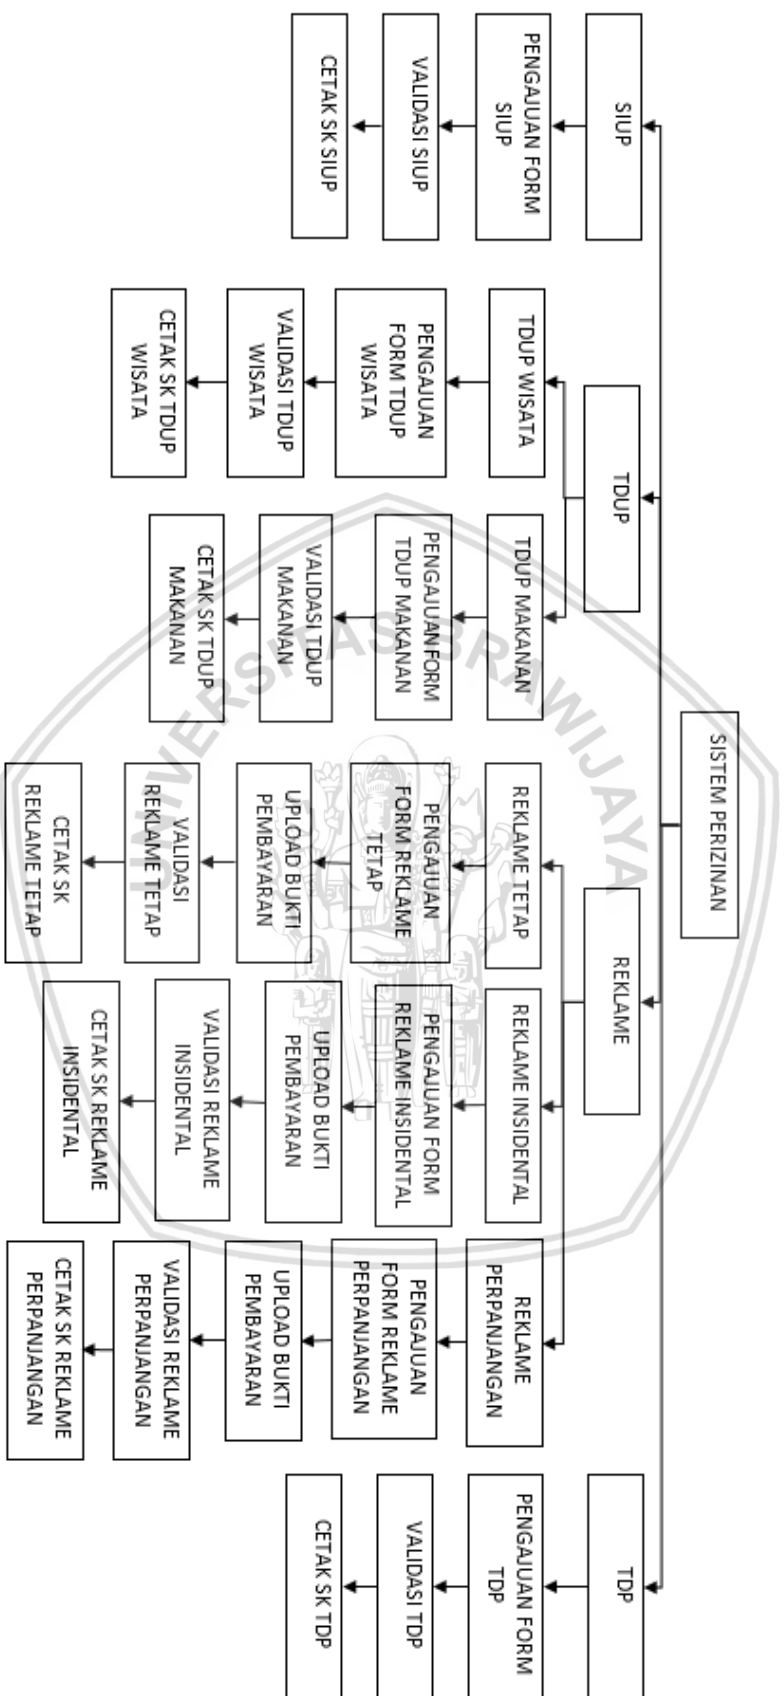 SISTEM PERIZINAN
SIUP
PENGAJUAN FORM
SIUP
VALIDASI SIUP
CETAK SK SIUP
TDUP
TDUP WISATA
PENGAJUAN
FORM TDUP
WISATA
VALIDASI TDUP
WISATA
CETAK SK TDUP
WISATA
TDUP MAKANAN
PENGAJUAN FORM
TDUP MAKANAN
VALIDASI TDUP
MAKANAN
CETAK SK TDUP
MAKANAN
REKLAME
REKLAME TETAP
PENGAJUAN
FORM REKLAME
TETAP
UPLOAD BUKTI
PEMBAYARAN
VALIDASI
REKLAME TETAP
CETAK SK
REKLAME TETAP
REKLAME INSIDENTAL
PENGAJUAN FORM
REKLAME INSIDENTAL
UPLOAD BUKTI
PEMBAYARAN
VALIDASI REKLAME
INSIDENTAL
CETAK SK REKLAME
INSIDENTAL
REKLAME
PERPANJANGAN
PENGAJUAN
FORM REKLAME
PERPANJANGAN
UPLOAD BUKTI
PEMBAYARAN
VALIDASI REKLAME
PERPANJANGAN
CETAK SK REKLAME
PERPANJANGAN
TDP
PENGAJUAN FORM
TDP
VALIDASI TDP
CETAK SK TDP
UNIVERSITAS BRAWIJAYA